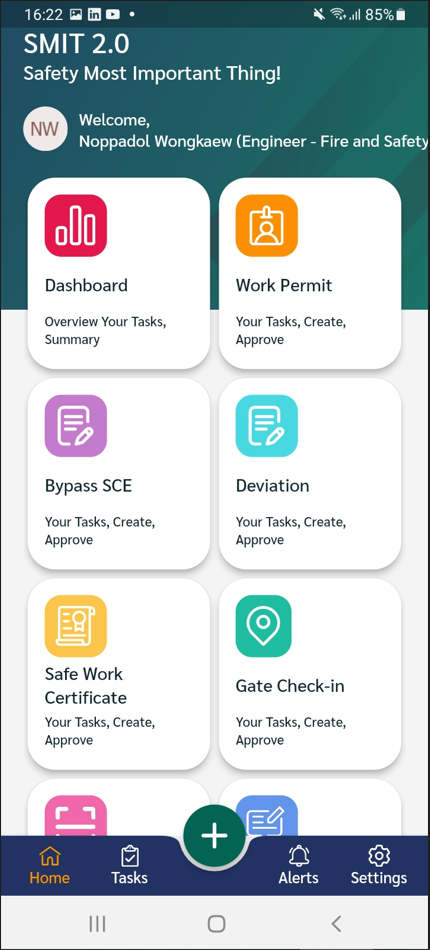 16:22
85%
SMIT 2.0
Safety Most Important Thing!
NW
Welcome,
Noppadol Wongkaew (Engineer - Fire and Safety
Dashboard
Overview Your Tasks,
Summary
Work Permit
Your Tasks, Create,
Approve
Bypass SCE
Your Tasks, Create,
Approve
Deviation
Your Tasks, Create,
Approve
Safe Work
Certificate
Your Tasks, Create,
Approve
Gate Check-in
Your Tasks, Create,
Approve
Home
Tasks
Alerts
Settings